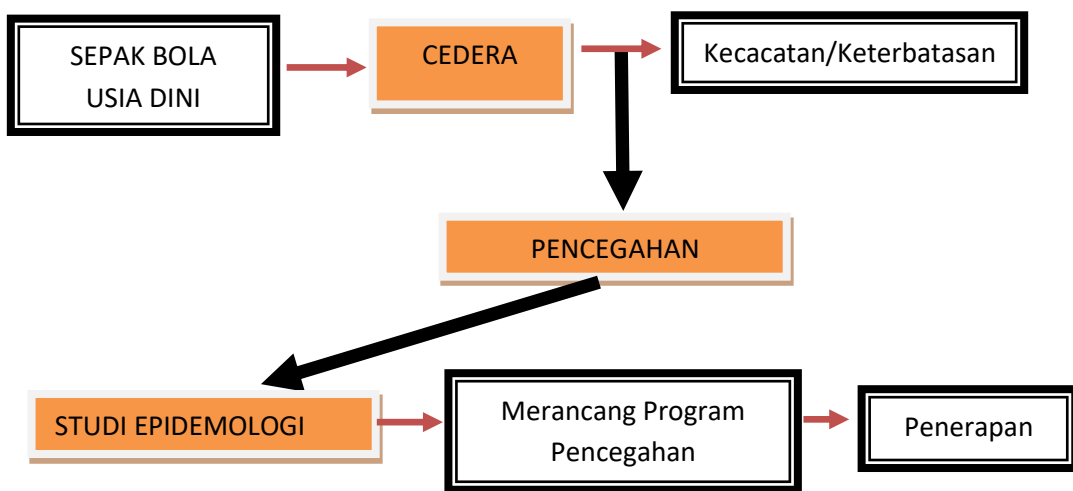 SEPAK BOLA
USIA DINI
CEDERA
Kecacatan/Keterbatasan
PENCEGAHAN
STUDI EPIDEMOLOGI
Merancang Program
Pencegahan
Penerapan